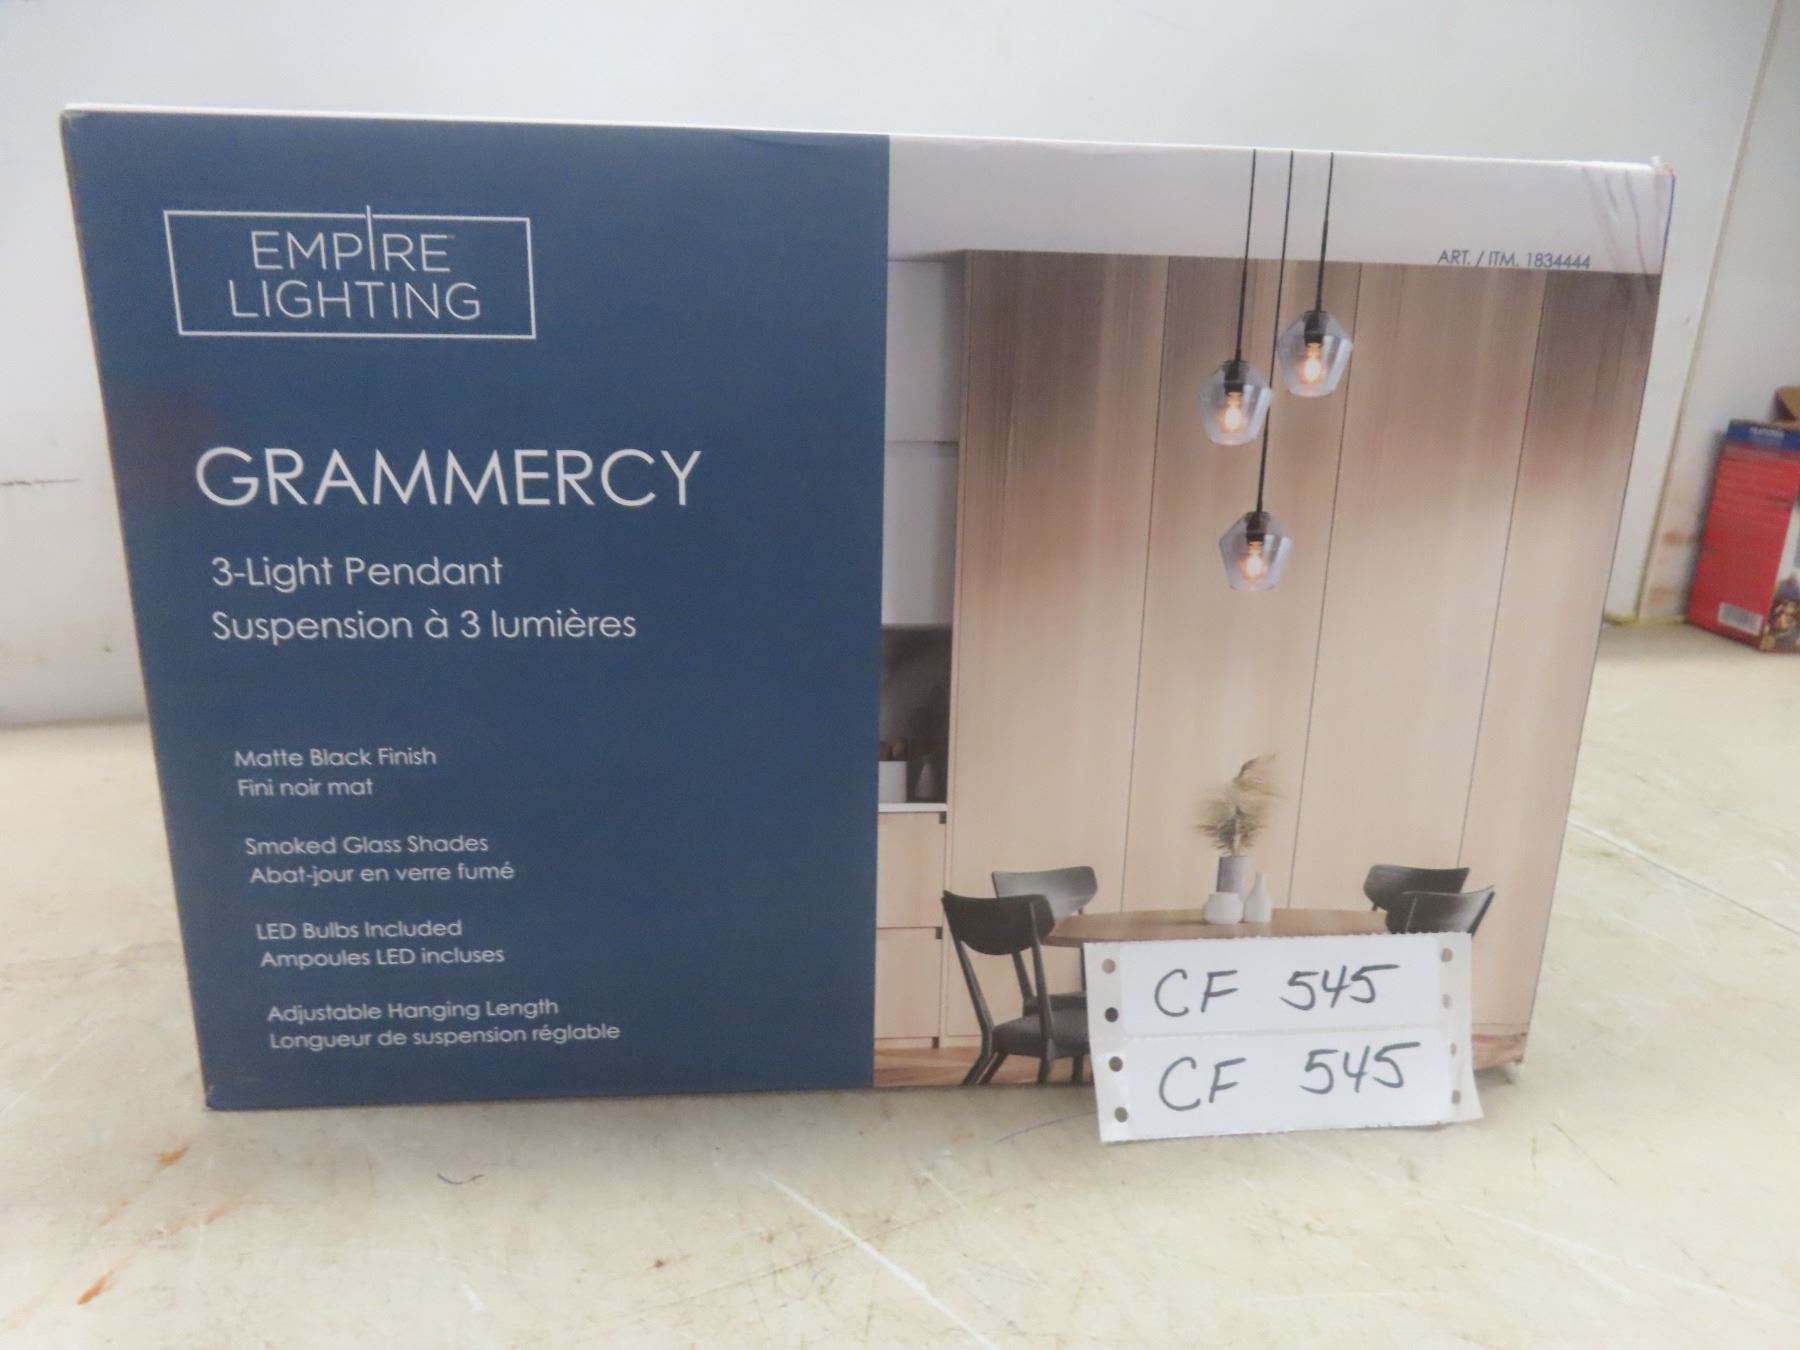 EMPIRE™
LIGHTING
GRAMMERCY
3-Light Pendant
Suspension à 3 lumières
Matte Black Finish
Fini noir mat
Smoked Glass Shades
Abat-jour en verre fumé
LED Bulbs Included
Ampoules LED incluses
Adjustable Hanging Length
Longueur de suspension réglable
ART. / ITM. 1834444
CF 545
CF 545